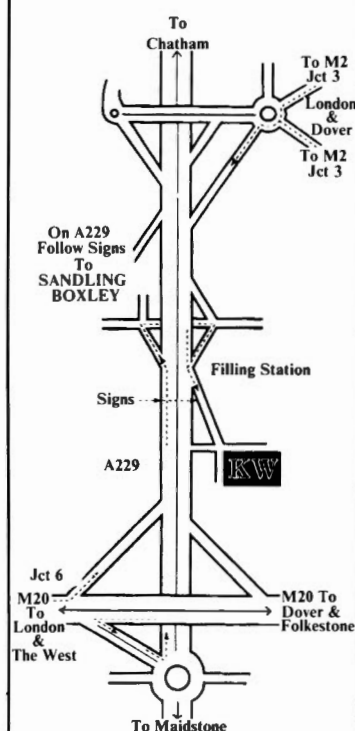 To
Chatham
To M2
Jct 3
London
&
Dover
To M2
Jct 3
On A229
Follow Signs
To
SANDLING
BOXLEY
Filling Station
Signs
A229
KW
Jct 6
M20
To
London
&
The West
M20 To
Dover &
Folkestone
To Maidstone